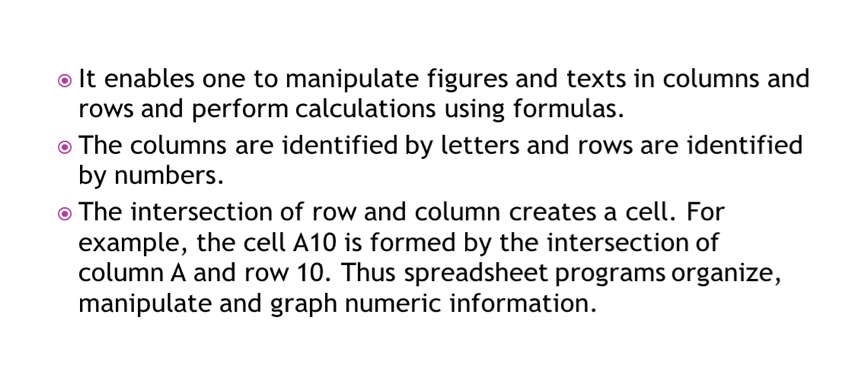 It enables one to manipulate figures and texts in columns and
rows and perform calculations using formulas.
The columns are identified by letters and rows are identified
by numbers.
The intersection of row and column creates a cell. For
example, the cell A10 is formed by the intersection of
column A and row 10. Thus spreadsheet programs organize,
manipulate and graph numeric information.